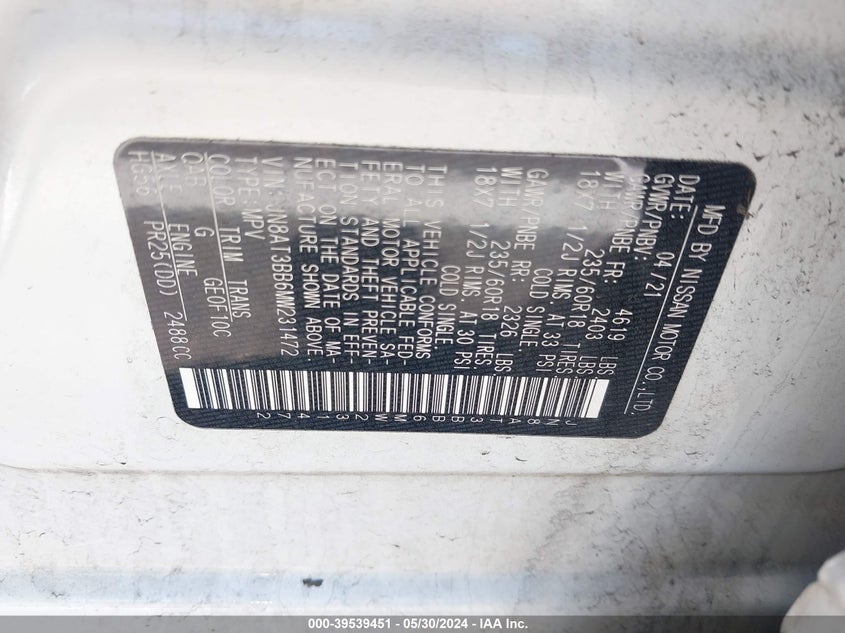 MFD BY NISSAN MOTOR CO.,LTD.
DATE: 04/21
GVWR/PNBV: 4619 LBS
GAWR/PNBE FR: 2403 LBS
WITH 235/60R18 TIRES
18X7 1/2J RIMS, AT 33 PSI
COLD SINGLE.
GAWR/PNBE RR: 2326 LBS
WITH 235/60R18 TIRES:
18X7 1/2J RIMS, AT 30 PSI
COLD SINGLE
THIS VEHICLE CONFORMS
TO ALL APPLICABLE FED-
ERAL MOTOR VEHICLE SA-
FETY AND THEFT PREVEN-
TION STANDARDS IN EFF-
ECT ON THE DATE OF MA-
NUFACTURE SHOWN ABOVE.
VIN: JN8AT3BB6MW231472
TYPE: MPV
COLOR TRIM TRANS
G GE0F10C
AXLE ENGINE
PR25(DD) 2488CC
JN8AT3BB6MW231472
000-39539451 - 05/30/2024 - IAA Inc.